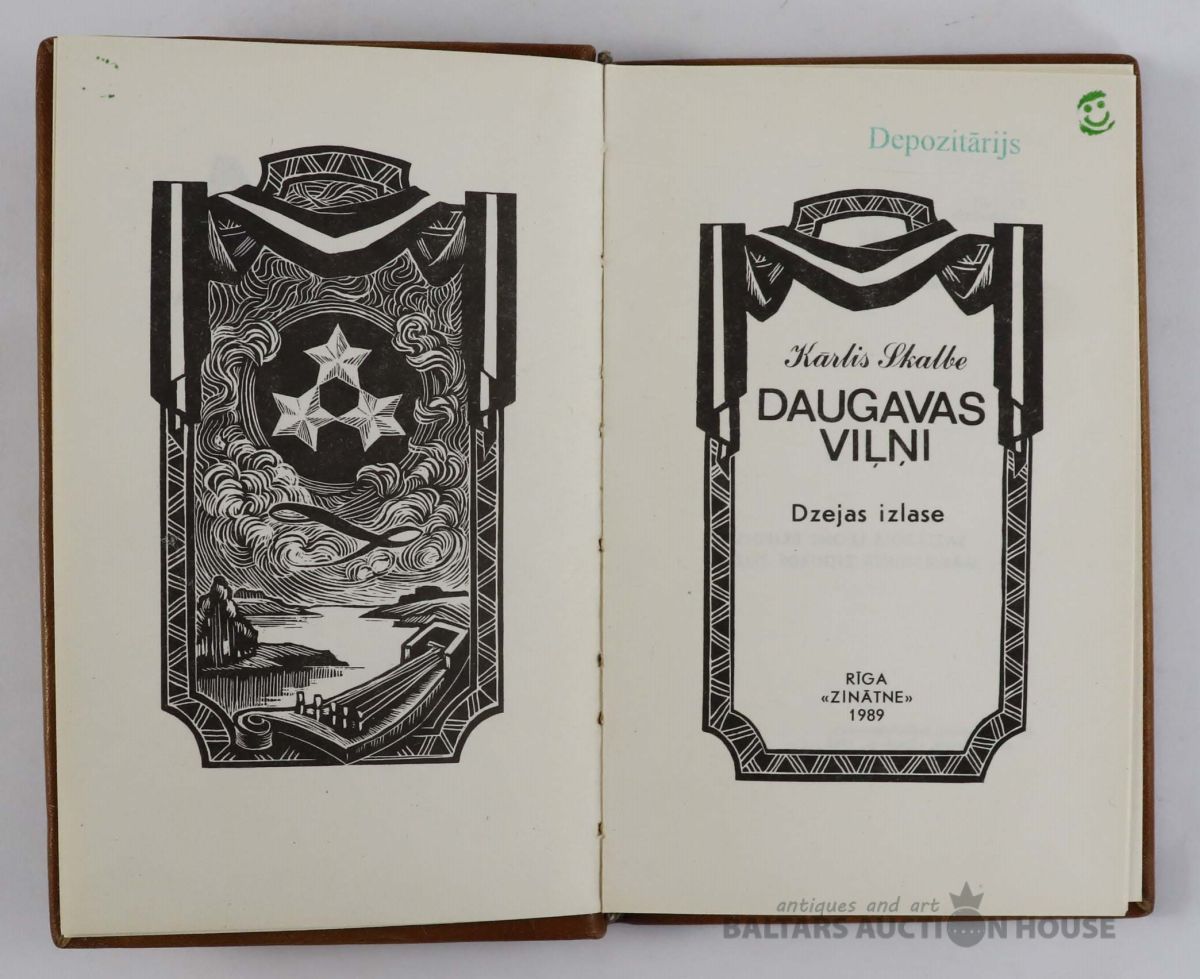 Depozitārijs
Kārlis Skalbe
DAUGAVAS
VIĻŅI
Dzejas izlase
RĪGA
«ZINĀTNE»
1989
antiques and art
BALTARS AUCTION HOUSE